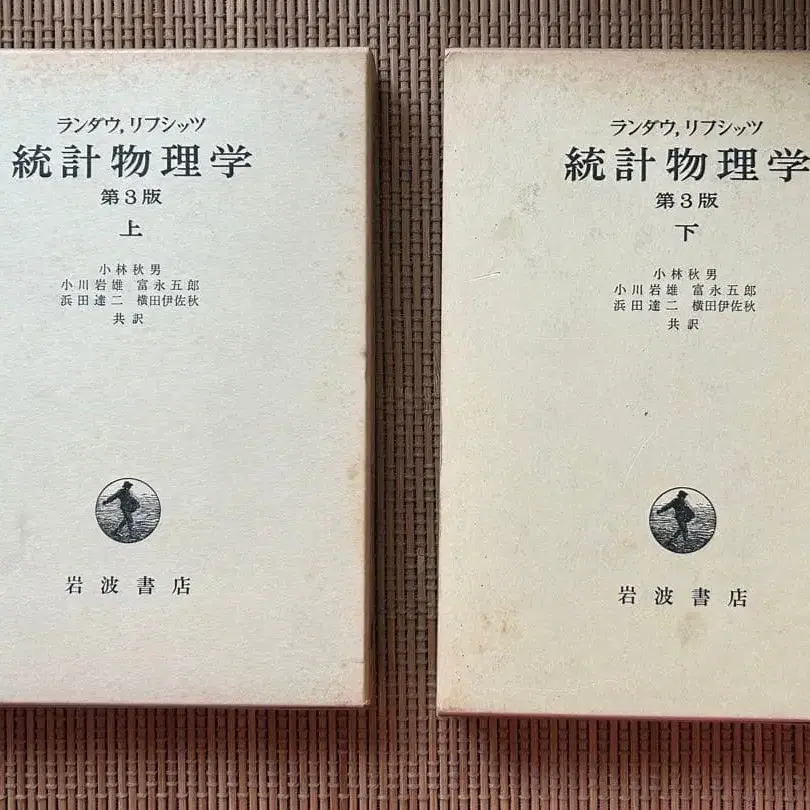 ランダウ, リフシッツ
統計物理学
第3版
上
小林秋男
小川岩雄 富永五郎
浜田達二 横田伊佐秋
共訳
岩波書店
ランダウ, リフシッツ
統計物理学
第3版
下
小林秋男
小川岩雄 富永五郎
浜田達二 横田伊佐秋
共訳
岩波書店